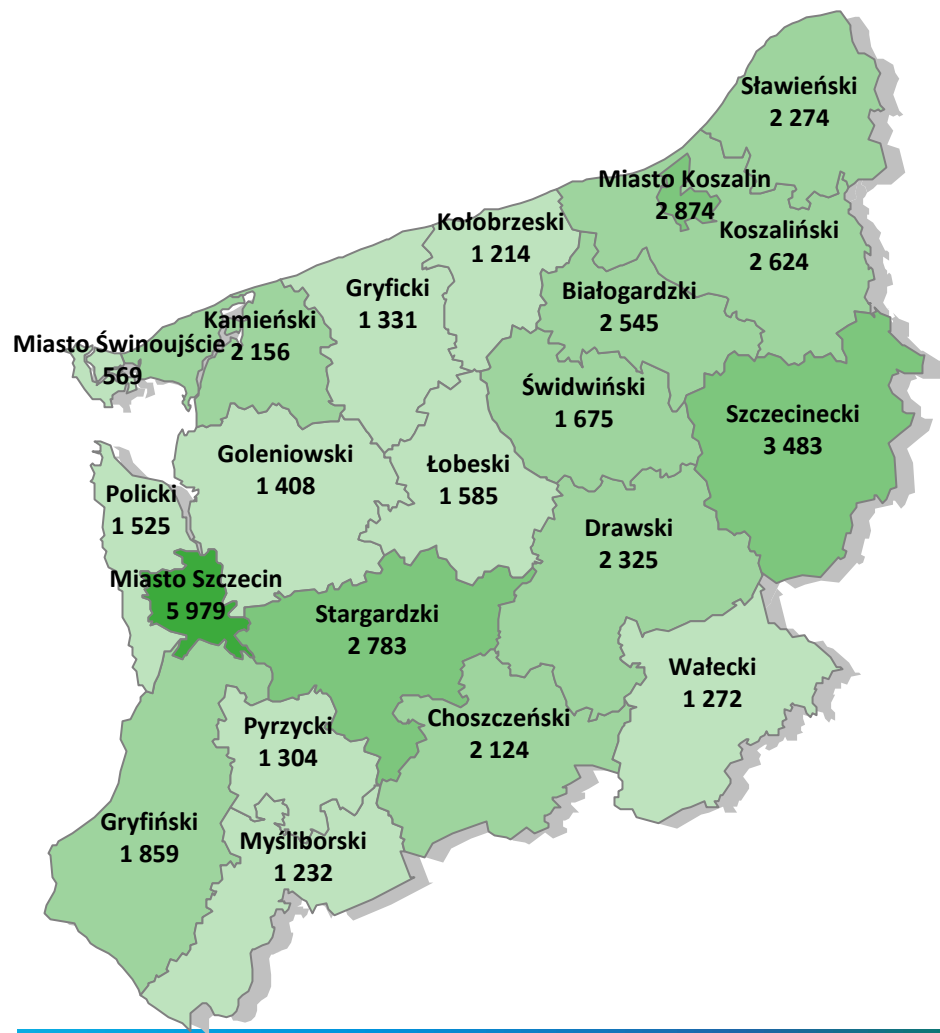 Sławieński
2 274
Miasto Koszalin
2 874
Koszaliński
2 624
Kołobrzeski
1 214
Gryficki
1 331
Białogardzki
2 545
Kamieński
2 156
Miasto Świnoujście
569
Świdwiński
1 675
Szczecinecki
3 483
Goleniowski
1 408
Łobeski
1 585
Policki
1 525
Drawski
2 325
Miasto Szczecin
5 979
Stargardzki
2 783
Wałecki
1 272
Choszczeński
2 124
Pyrzycki
1 304
Gryfiński
1 859
Myśliborski
1 232